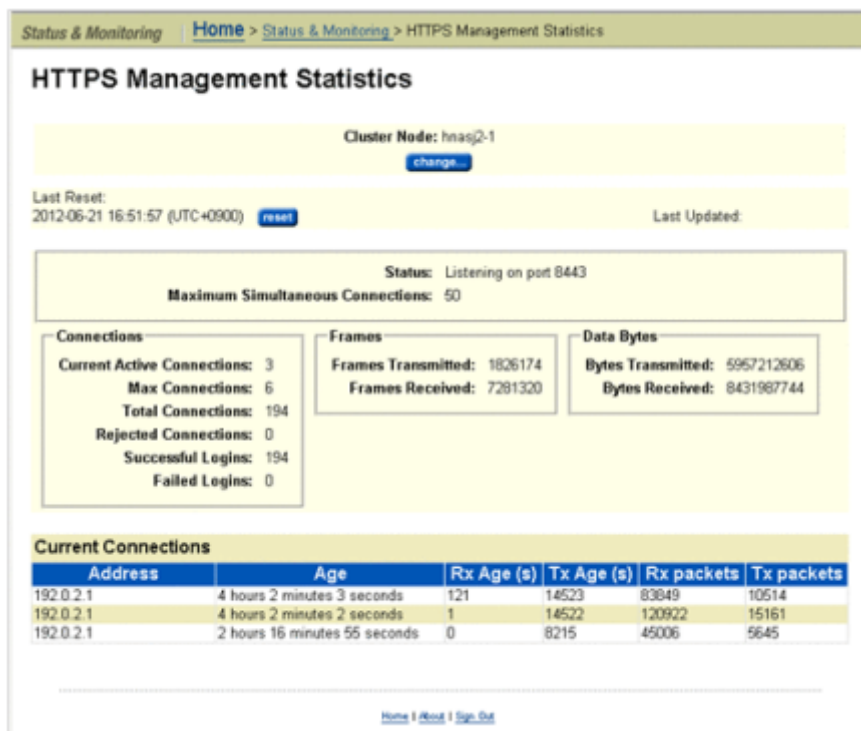 Status & Monitoring Home > Status & Monitoring > HTTPS Management Statistics
HTTPS Management Statistics
Cluster Node: hnasj2-1
change...
Last Reset:
2012-06-21 16:51:57 (UTC+0900) reset Last Updated:
Status: Listening on port 8443
Maximum Simultaneous Connections: 50
Connections Frames Data Bytes
Current Active Connections: 3 Frames Transmitted: 1826174 Bytes Transmitted: 5957212606
Max Connections: 6 Frames Received: 7281320 Bytes Received: 8431987744
Total Connections: 194
Rejected Connections: 0
Successful Logins: 194
Failed Logins: 0
Current Connections
Address Age Rx Age (s) Tx Age (s) Rx packets Tx packets
192.0.2.1 4 hours 2 minutes 3 seconds 121 14523 83849 10514
192.0.2.1 4 hours 2 minutes 2 seconds 1 14522 120922 15161
192.0.2.1 2 hours 16 minutes 55 seconds 0 8215 45006 5645
Home | About | Sign Out